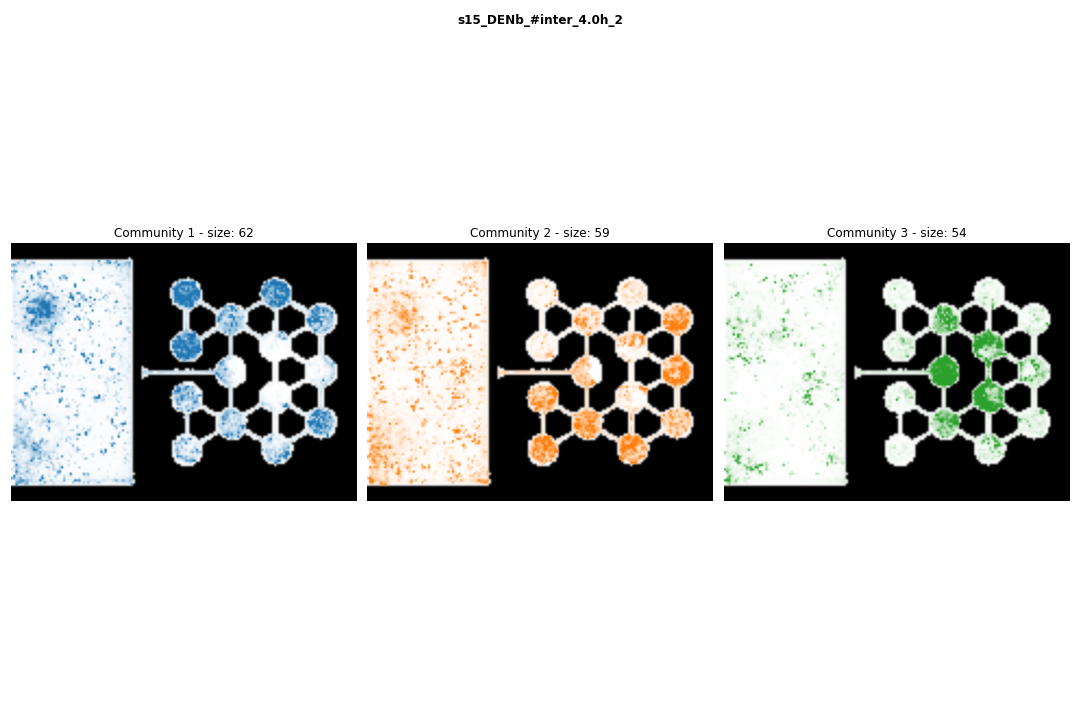 s15_DENb_#inter_4.0h_2
Community 1 - size: 62
Community 2 - size: 59
Community 3 - size: 54